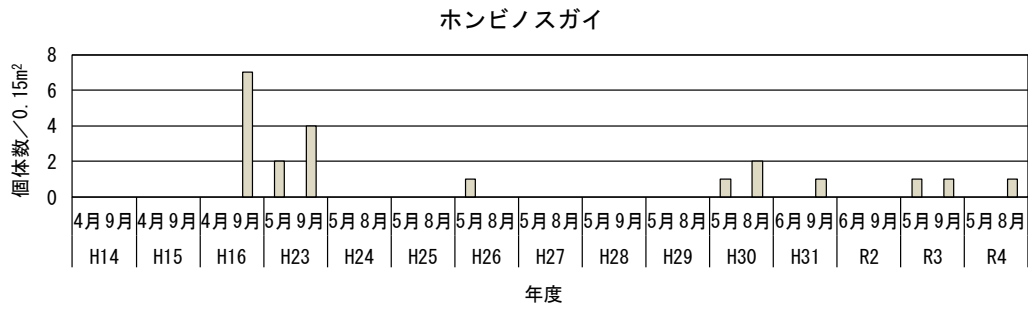 ホンビノスガイ
個体数／0.15m²
8
6
4
2
0
4月 9月 4月 9月 4月 9月 5月 9月 5月 8月 5月 8月 5月 8月 5月 9月 5月 9月 5月 8月 5月 8月 6月 9月 6月 9月 5月 9月 5月 8月
H14 H15 H16 H23 H24 H25 H26 H27 H28 H29 H30 H31 R2 R3 R4
年度